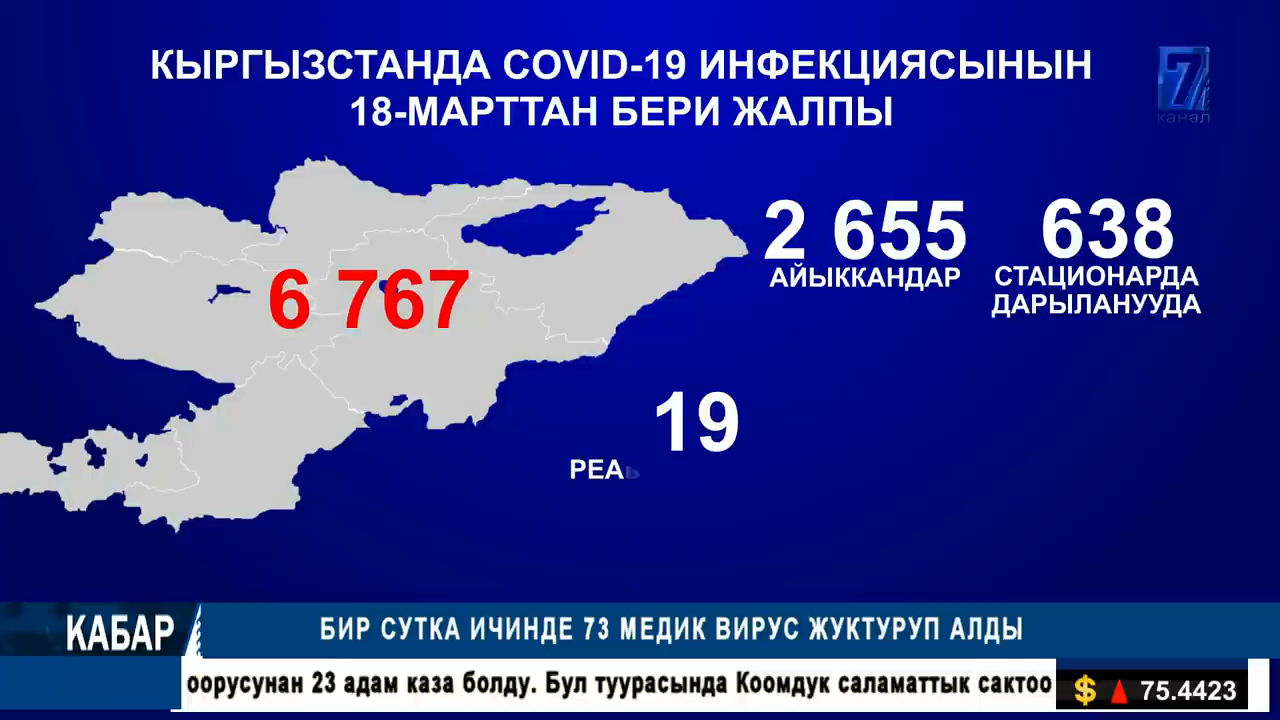 КЫРГЫЗСТАНДА COVID-19 ИНФЕКЦИЯСЫНЫН
18-МАРТТАН БЕРИ ЖАЛПЫ
7
канал
6 767
2 655
АЙЫККАНДАР
638
СТАЦИОНАРДА
ДАРЫЛАНУУДА
19
РЕАЬ
КАБАР
БИР СУТКА ИЧИНДЕ 73 МЕДИК ВИРУС ЖУКТУРУП АЛДЫ
оорусунан 23 адам каза болду. Бул туурасында Коомдук саламаттык сактоо
$ ▲ 75.4423